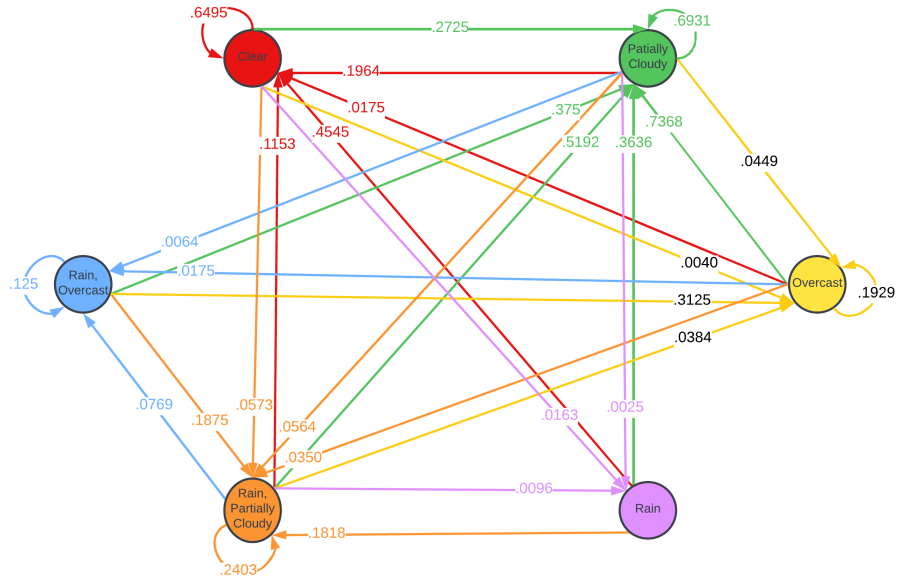 .6495
.2725
.6931
Clear
Patially
Cloudy
.1964
.0175
.375
.4545
.1153
.5192
.3636
.7368
.0449
.0064
.0175
.0040
Rain,
Overcast
.125
Overcast
.1929
.3125
.0384
.0769
.1875
.0573
.0564
.0163
.0025
.0350
.0096
Rain,
Partially
Cloudy
Rain
.1818
.2403